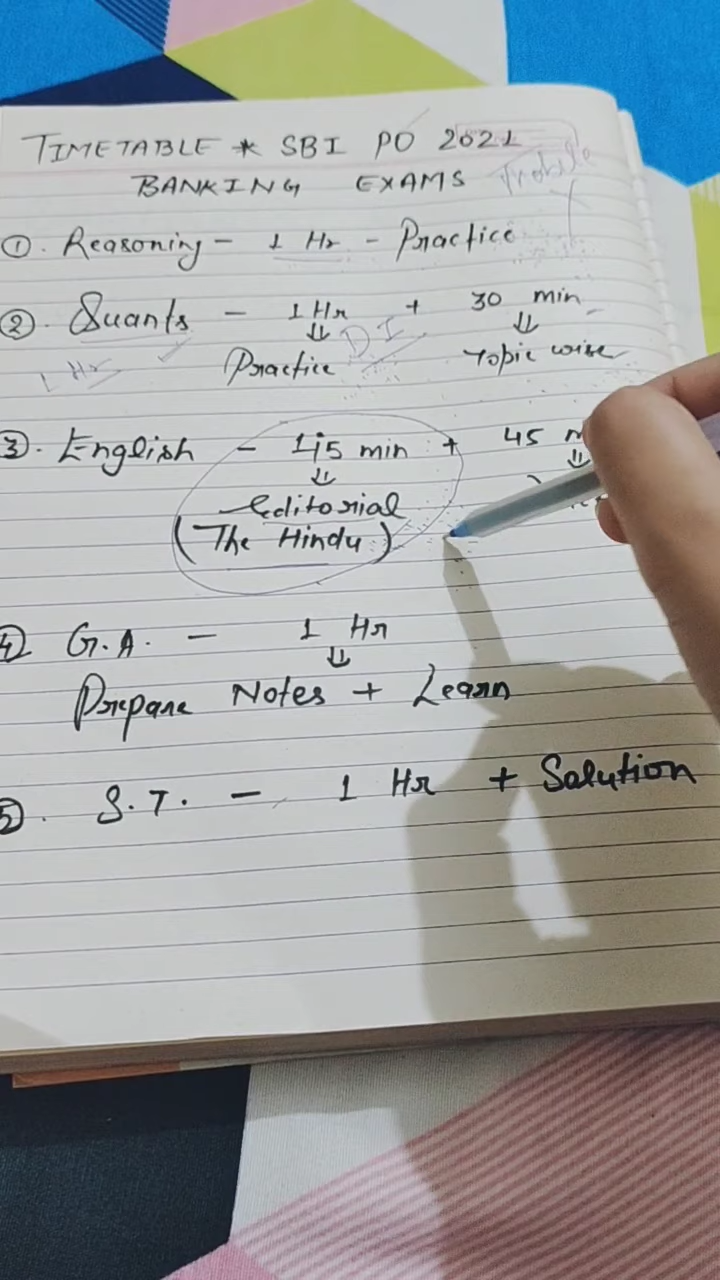 TIMETABLE * SBI PO 2021
BANKING EXAMS
①. Reasoning - 1 Hr - Practice
②. Quants - 1 Hr + 30 min
⇓ DI ⇓
1 Hr ✓ Practice Topic wise
③. English - 15 min + 45
⇓ ⇓
Editorial
(The Hindu)
④ G.A. - 1 Hr
⇓
Prepare Notes + Learn
⑤. S.T. - 1 Hr + Solution